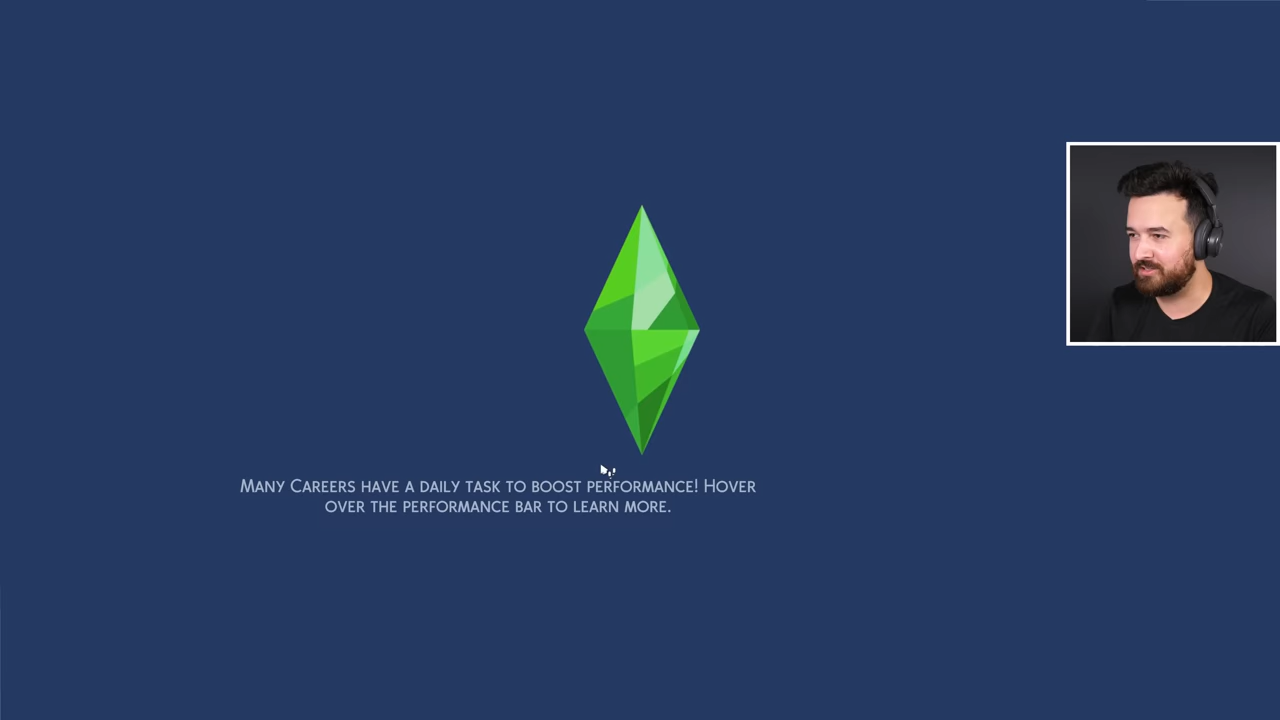 Many Careers have a daily task to boost performance! Hover
over the performance bar to learn more.